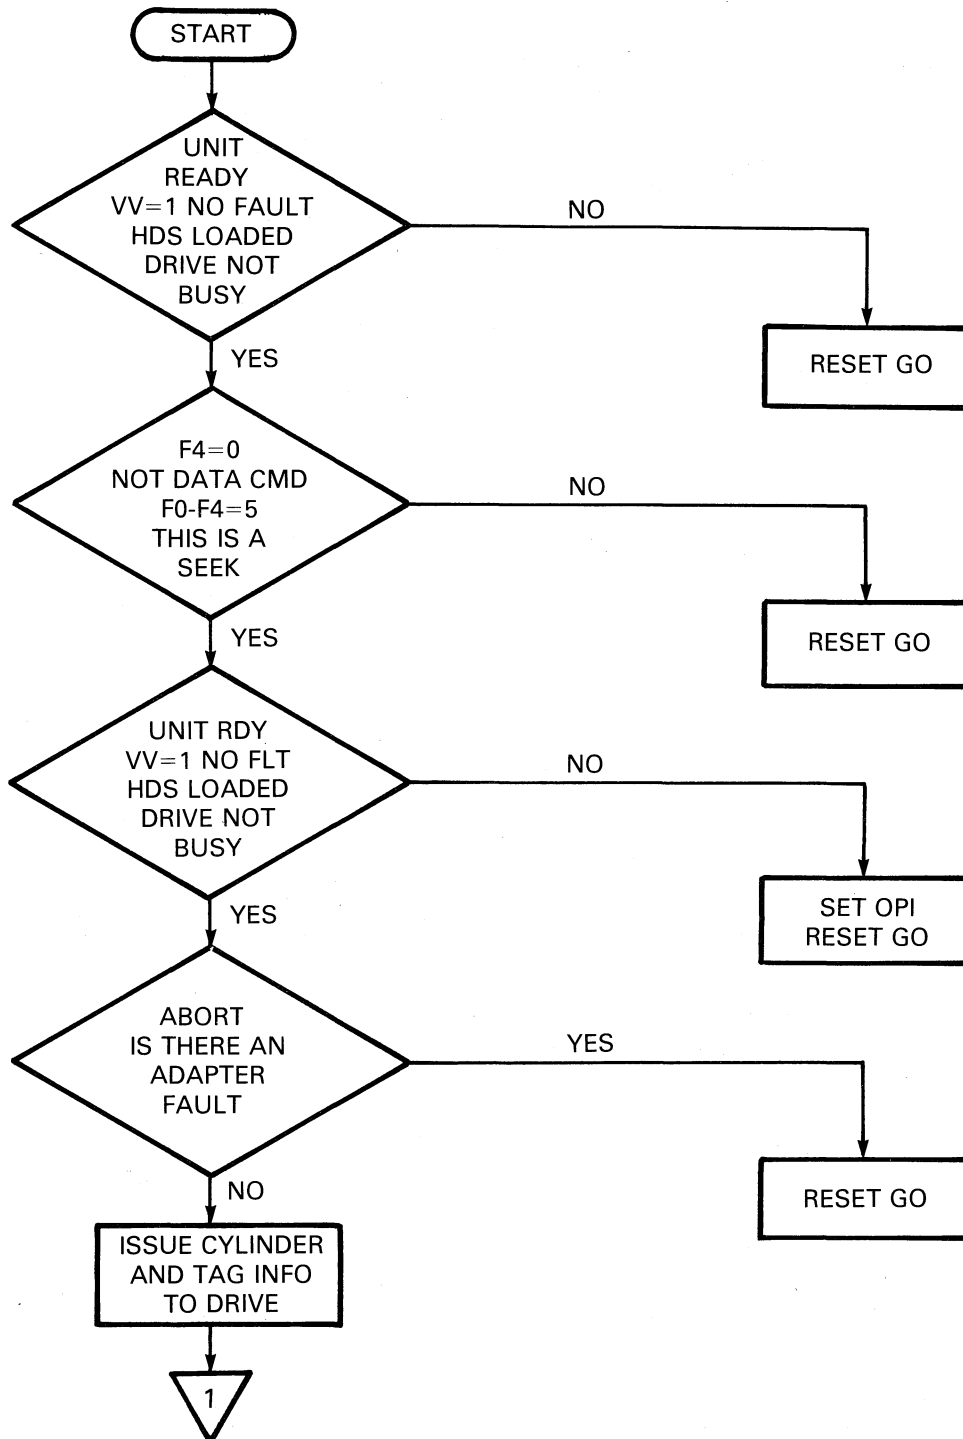 START
UNIT
READY
VV=1 NO FAULT
HDS LOADED
DRIVE NOT
BUSY
NO
RESET GO
YES
F4=0
NOT DATA CMD
F0-F4=5
THIS IS A
SEEK
NO
RESET GO
YES
UNIT RDY
VV=1 NO FLT
HDS LOADED
DRIVE NOT
BUSY
NO
SET OPI
RESET GO
YES
ABORT
IS THERE AN
ADAPTER
FAULT
YES
RESET GO
NO
ISSUE CYLINDER
AND TAG INFO
TO DRIVE
1